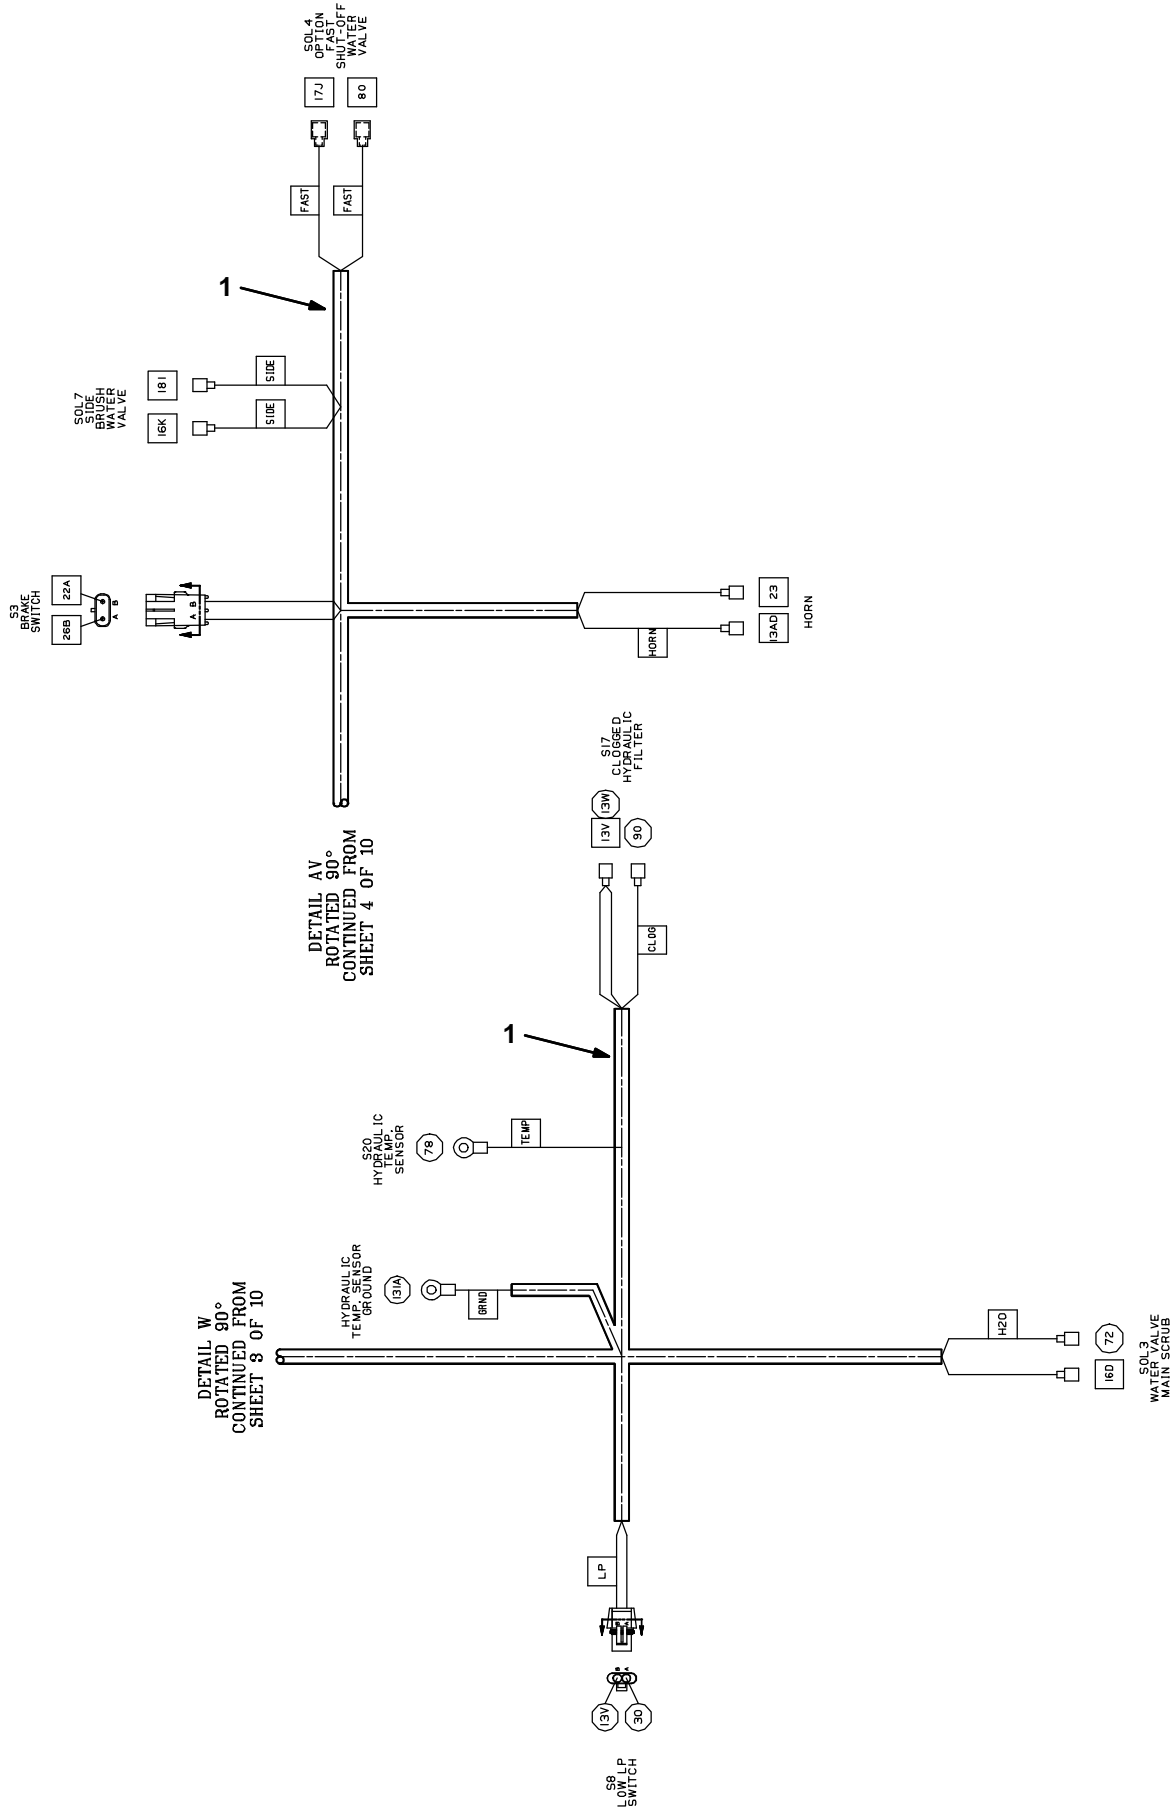 SOL4
OPTION
FAST
SHUT-OFF
WATER
VALVE
17J
80
FAST
FAST
1
SOL7
SIDE
BRUSH
WATER
VALVE
181
16K
SIDE
SIDE
S3
BRAKE
SWITCH
22A
26B
A
B
A
B
23
13AD
HORN
HORN
DETAIL AV
ROTATED 90°
CONTINUED FROM
SHEET 4 OF 10
S17
CLOGGED
HYDRAULIC
FILTER
13W
13V
90
CLOG
1
S20
HYDRAULIC
TEMP.
SENSOR
78
TEMP
HYDRAULIC
TEMP. SENSOR
GROUND
131A
GRND
DETAIL W
ROTATED 90°
CONTINUED FROM
SHEET 3 OF 10
H2O
72
16D
SOL3
WATER VALVE
MAIN SCRUB
LP
B
A
B
A
13V
30
S8
LOW LP
SWITCH